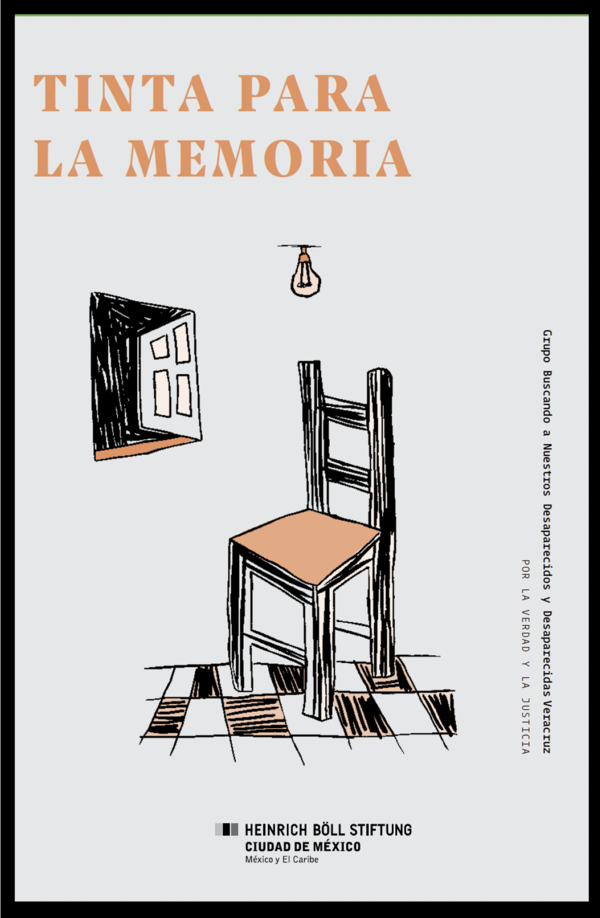 TINTA PARA
LA MEMORIA
Grupo Buscando a Nuestros Desaparecidos y Desaparecidas Veracruz
POR LA VERDAD Y LA JUSTICIA
HEINRICH BÖLL STIFTUNG
CIUDAD DE MÉXICO
México y El Caribe